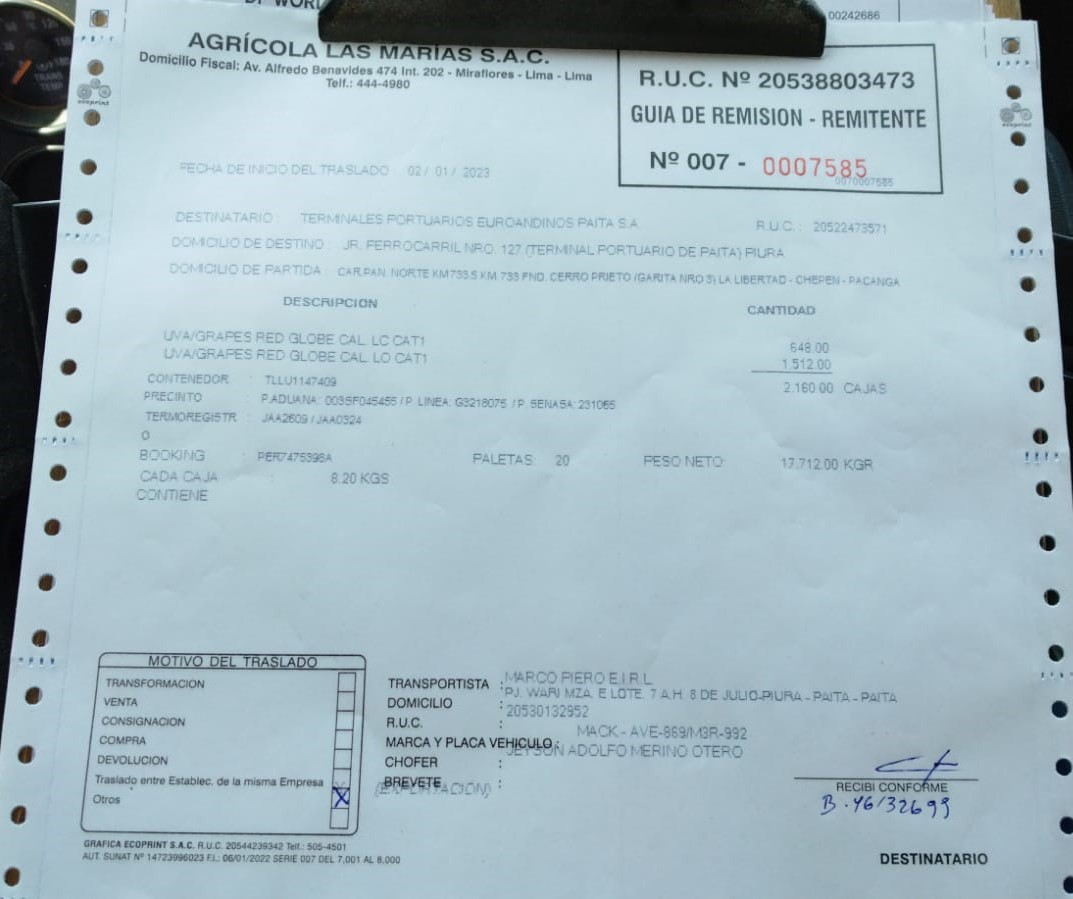 00242686
AGRÍCOLA LAS MARÍAS S.A.C.
Domicilio Fiscal: Av. Alfredo Benavides 474 Int. 202 - Miraflores - Lima - Lima
Telf.: 444-4980
ecoprint
ecoprint
R.U.C. Nº 20538803473
GUIA DE REMISION - REMITENTE
Nº 007 - 0007585
0070007585
FECHA DE INICIO DEL TRASLADO 02/ 01/ 2023
DESTINATARIO : TERMINALES PORTUARIOS EUROANDINOS PAITA S.A. R.U.C.: 20522473571
DOMICILIO DE DESTINO : JR. FERROCARRIL NRO. 127 (TERMINAL PORTUARIO DE PAITA) PIURA
DOMICILIO DE PARTIDA : CAR.PAN. NORTE KM733.5 KM 733 FND. CERRO PRIETO /GARITA NRO 3) LA LIBERTAD - CHEPEN - PACANGA
DESCRIPCION CANTIDAD
UVA/GRAPES RED GLOBE CAL. LC CAT1 648.00
UVA/GRAPES RED GLOBE CAL. LO CAT1 1.512.00
2.160.00 CAJAS
CONTENEDOR : TLLU1147409
PRECINTO : P.ADUANA: 003SF045455 / P. LINEA: G3218075 / P. SENASA: 231065
TERMOREGISTR : JAA2609 / JAA0324
O
BOOKING : PER7475396A PALETAS: 20 PESO NETO: 17.712.00 KGR
CADA CAJA : 8.20 KGS
CONTIENE
MOTIVO DEL TRASLADO
TRANSFORMACION
VENTA
CONSIGNACION
COMPRA
DEVOLUCION
Traslado entre Establec. de la misma Empresa
Otros X
TRANSPORTISTA : MARCO PIERO E.I.R.L
DOMICILIO : PJ. WARI MZA. E LOTE. 7 A.H. 8 DE JULIO-PIURA - PAITA - PAITA
R.U.C. : 20530132952
MARCA Y PLACA VEHICULO : MACK - AVE-869/M3R-992
CHOFER : JEYSON ADOLFO MERINO OTERO
BREVETE :
(EXPORTACIÓN)
RECIBI CONFORME
B-46132699
GRAFICA ECOPRINT S.A.C. R.U.C. 20544239342 Telf.: 505-4501
AUT. SUNAT Nº 14723996023 F.I.: 06/01/2022 SERIE 007 DEL 7,001 AL 8,000
DESTINATARIO